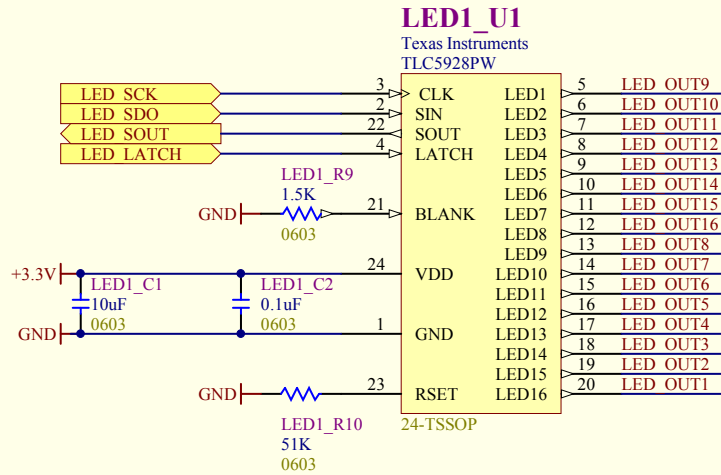 LED1_U1
Texas Instruments
TLC5928PW
LED SCK 3 CLK LED1 5 LED OUT9
LED SDO 2 SIN LED2 6 LED OUT10
LED SOUT 22 SOUT LED3 7 LED OUT11
LED LATCH 4 LATCH LED4 8 LED OUT12
LED5 9 LED OUT13
LED1_R9 LED6 10 LED OUT14
1.5K
GND 21 BLANK LED7 11 LED OUT15
0603 LED8 12 LED OUT16
LED9 13 LED OUT8
+3.3V 24 VDD LED10 14 LED OUT7
LED1_C1 LED1_C2 LED11 15 LED OUT6
10uF 0.1uF LED12 16 LED OUT5
0603 0603
GND 1 GND LED13 17 LED OUT4
LED14 18 LED OUT3
LED15 19 LED OUT2
GND 23 RSET LED16 20 LED OUT1
LED1_R10 24-TSSOP
51K
0603